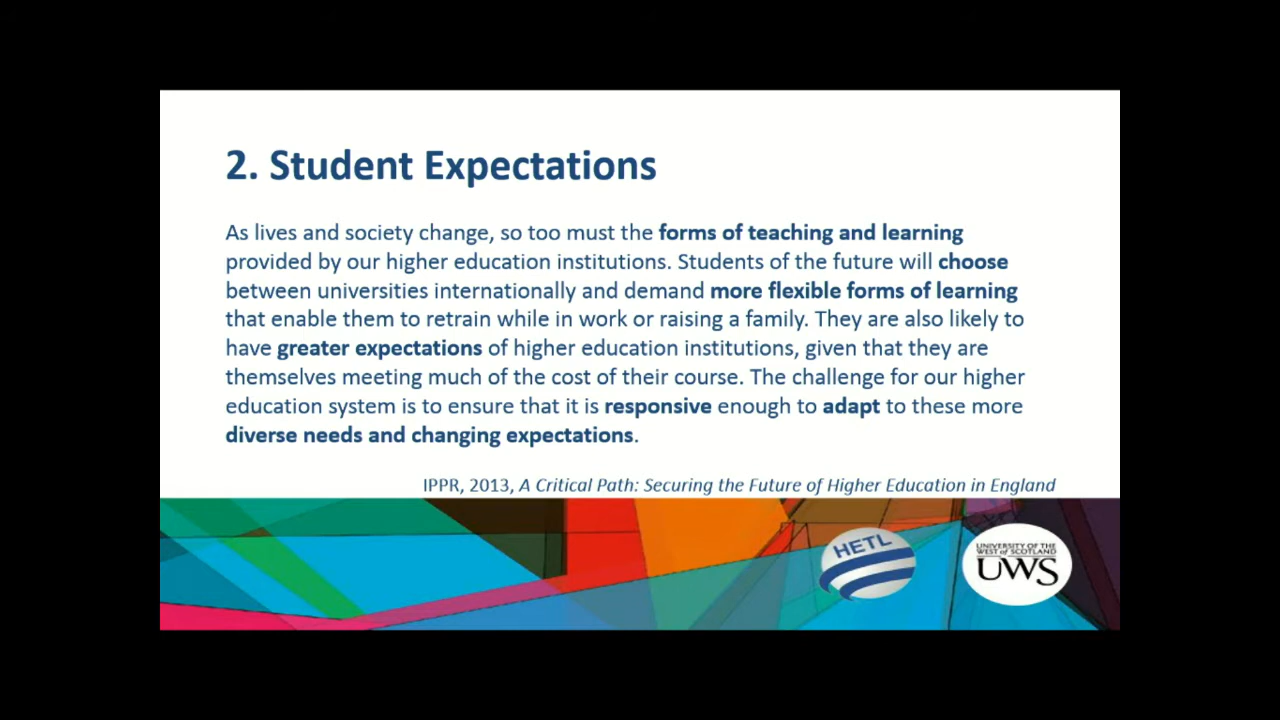 2. Student Expectations
As lives and society change, so too must the forms of teaching and learning
provided by our higher education institutions. Students of the future will choose
between universities internationally and demand more flexible forms of learning
that enable them to retrain while in work or raising a family. They are also likely to
have greater expectations of higher education institutions, given that they are
themselves meeting much of the cost of their course. The challenge for our higher
education system is to ensure that it is responsive enough to adapt to these more
diverse needs and changing expectations.
IPPR, 2013, A Critical Path: Securing the Future of Higher Education in England
HETL
UNIVERSITY OF THE
WEST of SCOTLAND
UWS